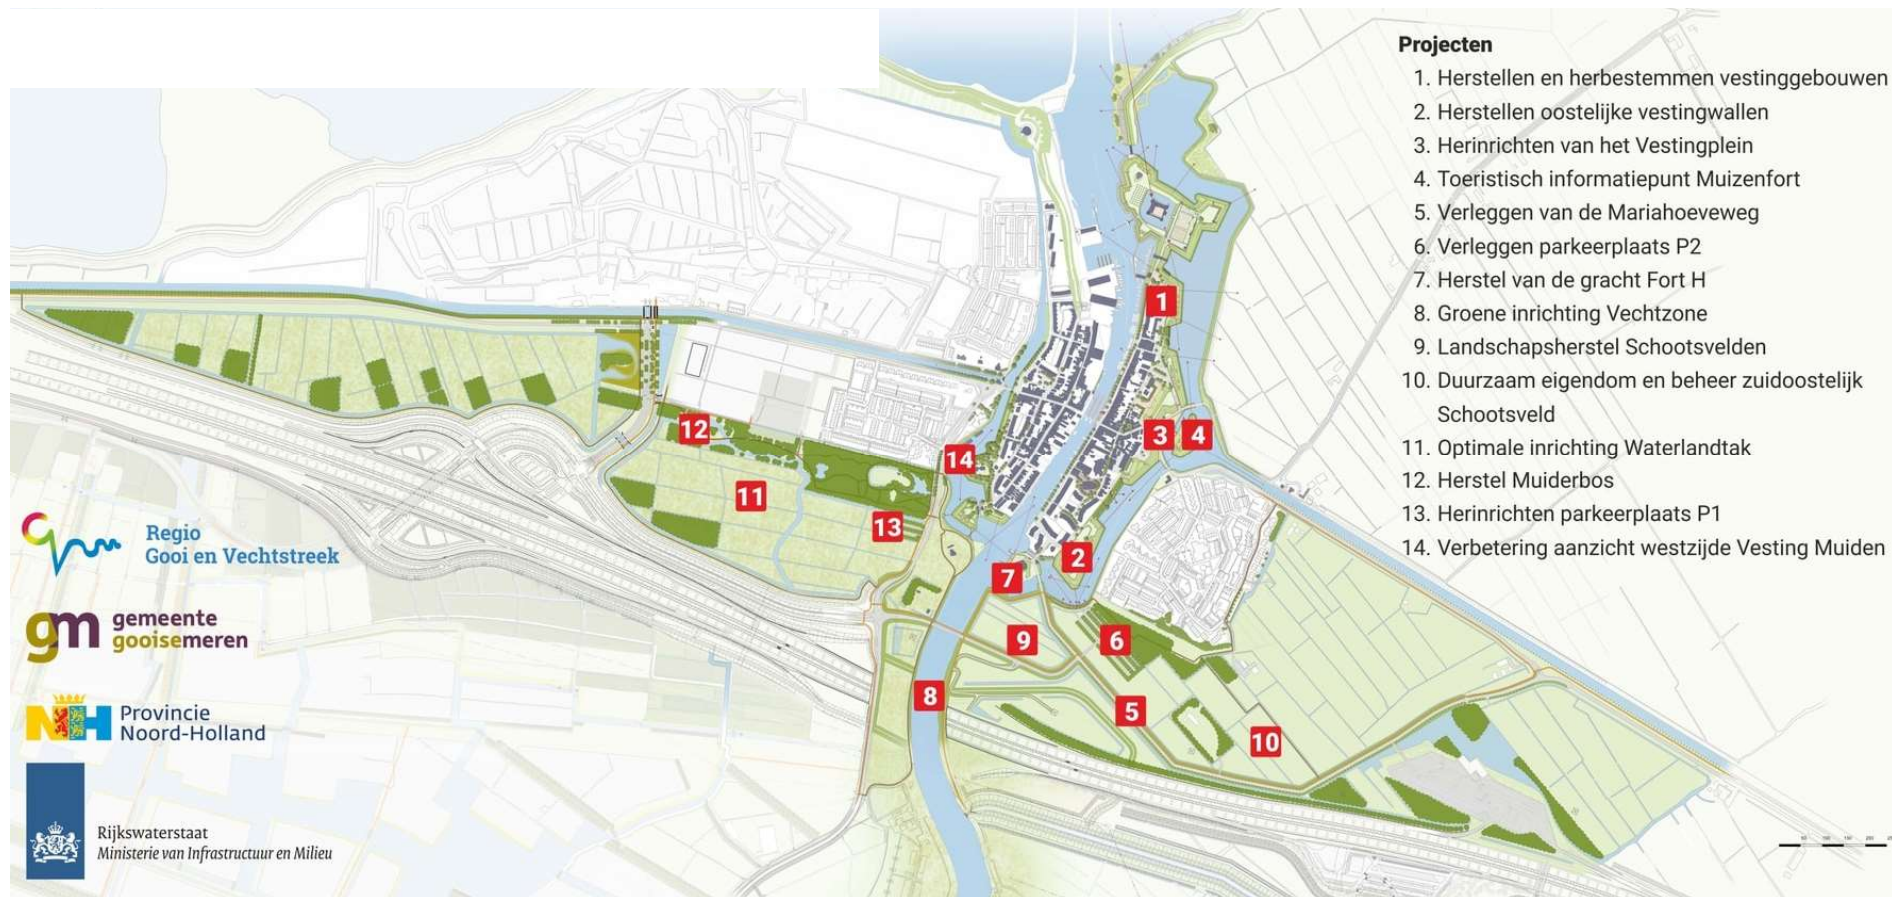 Projecten
1. Herstellen en herbestemmen vestinggebouwen
2. Herstellen oostelijke vestingwallen
3. Herinrichten van het Vestingplein
4. Toeristisch informatiepunt Muizenfort
5. Verleggen van de Mariahoeveweg
6. Verleggen parkeerplaats P2
7. Herstel van de gracht Fort H
8. Groene inrichting Vechtzone
9. Landschapsherstel Schootsvelden
10. Duurzaam eigendom en beheer zuidoostelijk
Schootsveld
11. Optimale inrichting Waterlandtak
12. Herstel Muiderbos
13. Herinrichten parkeerplaats P1
14. Verbetering aanzicht westzijde Vesting Muiden
1
3
4
12
14
11
13
2
7
9
6
8
5
10
Regio
Gooi en Vechtstreek
gm gemeente
gooisemeren
NH Provincie
Noord-Holland
Rijkswaterstaat
Ministerie van Infrastructuur en Milieu